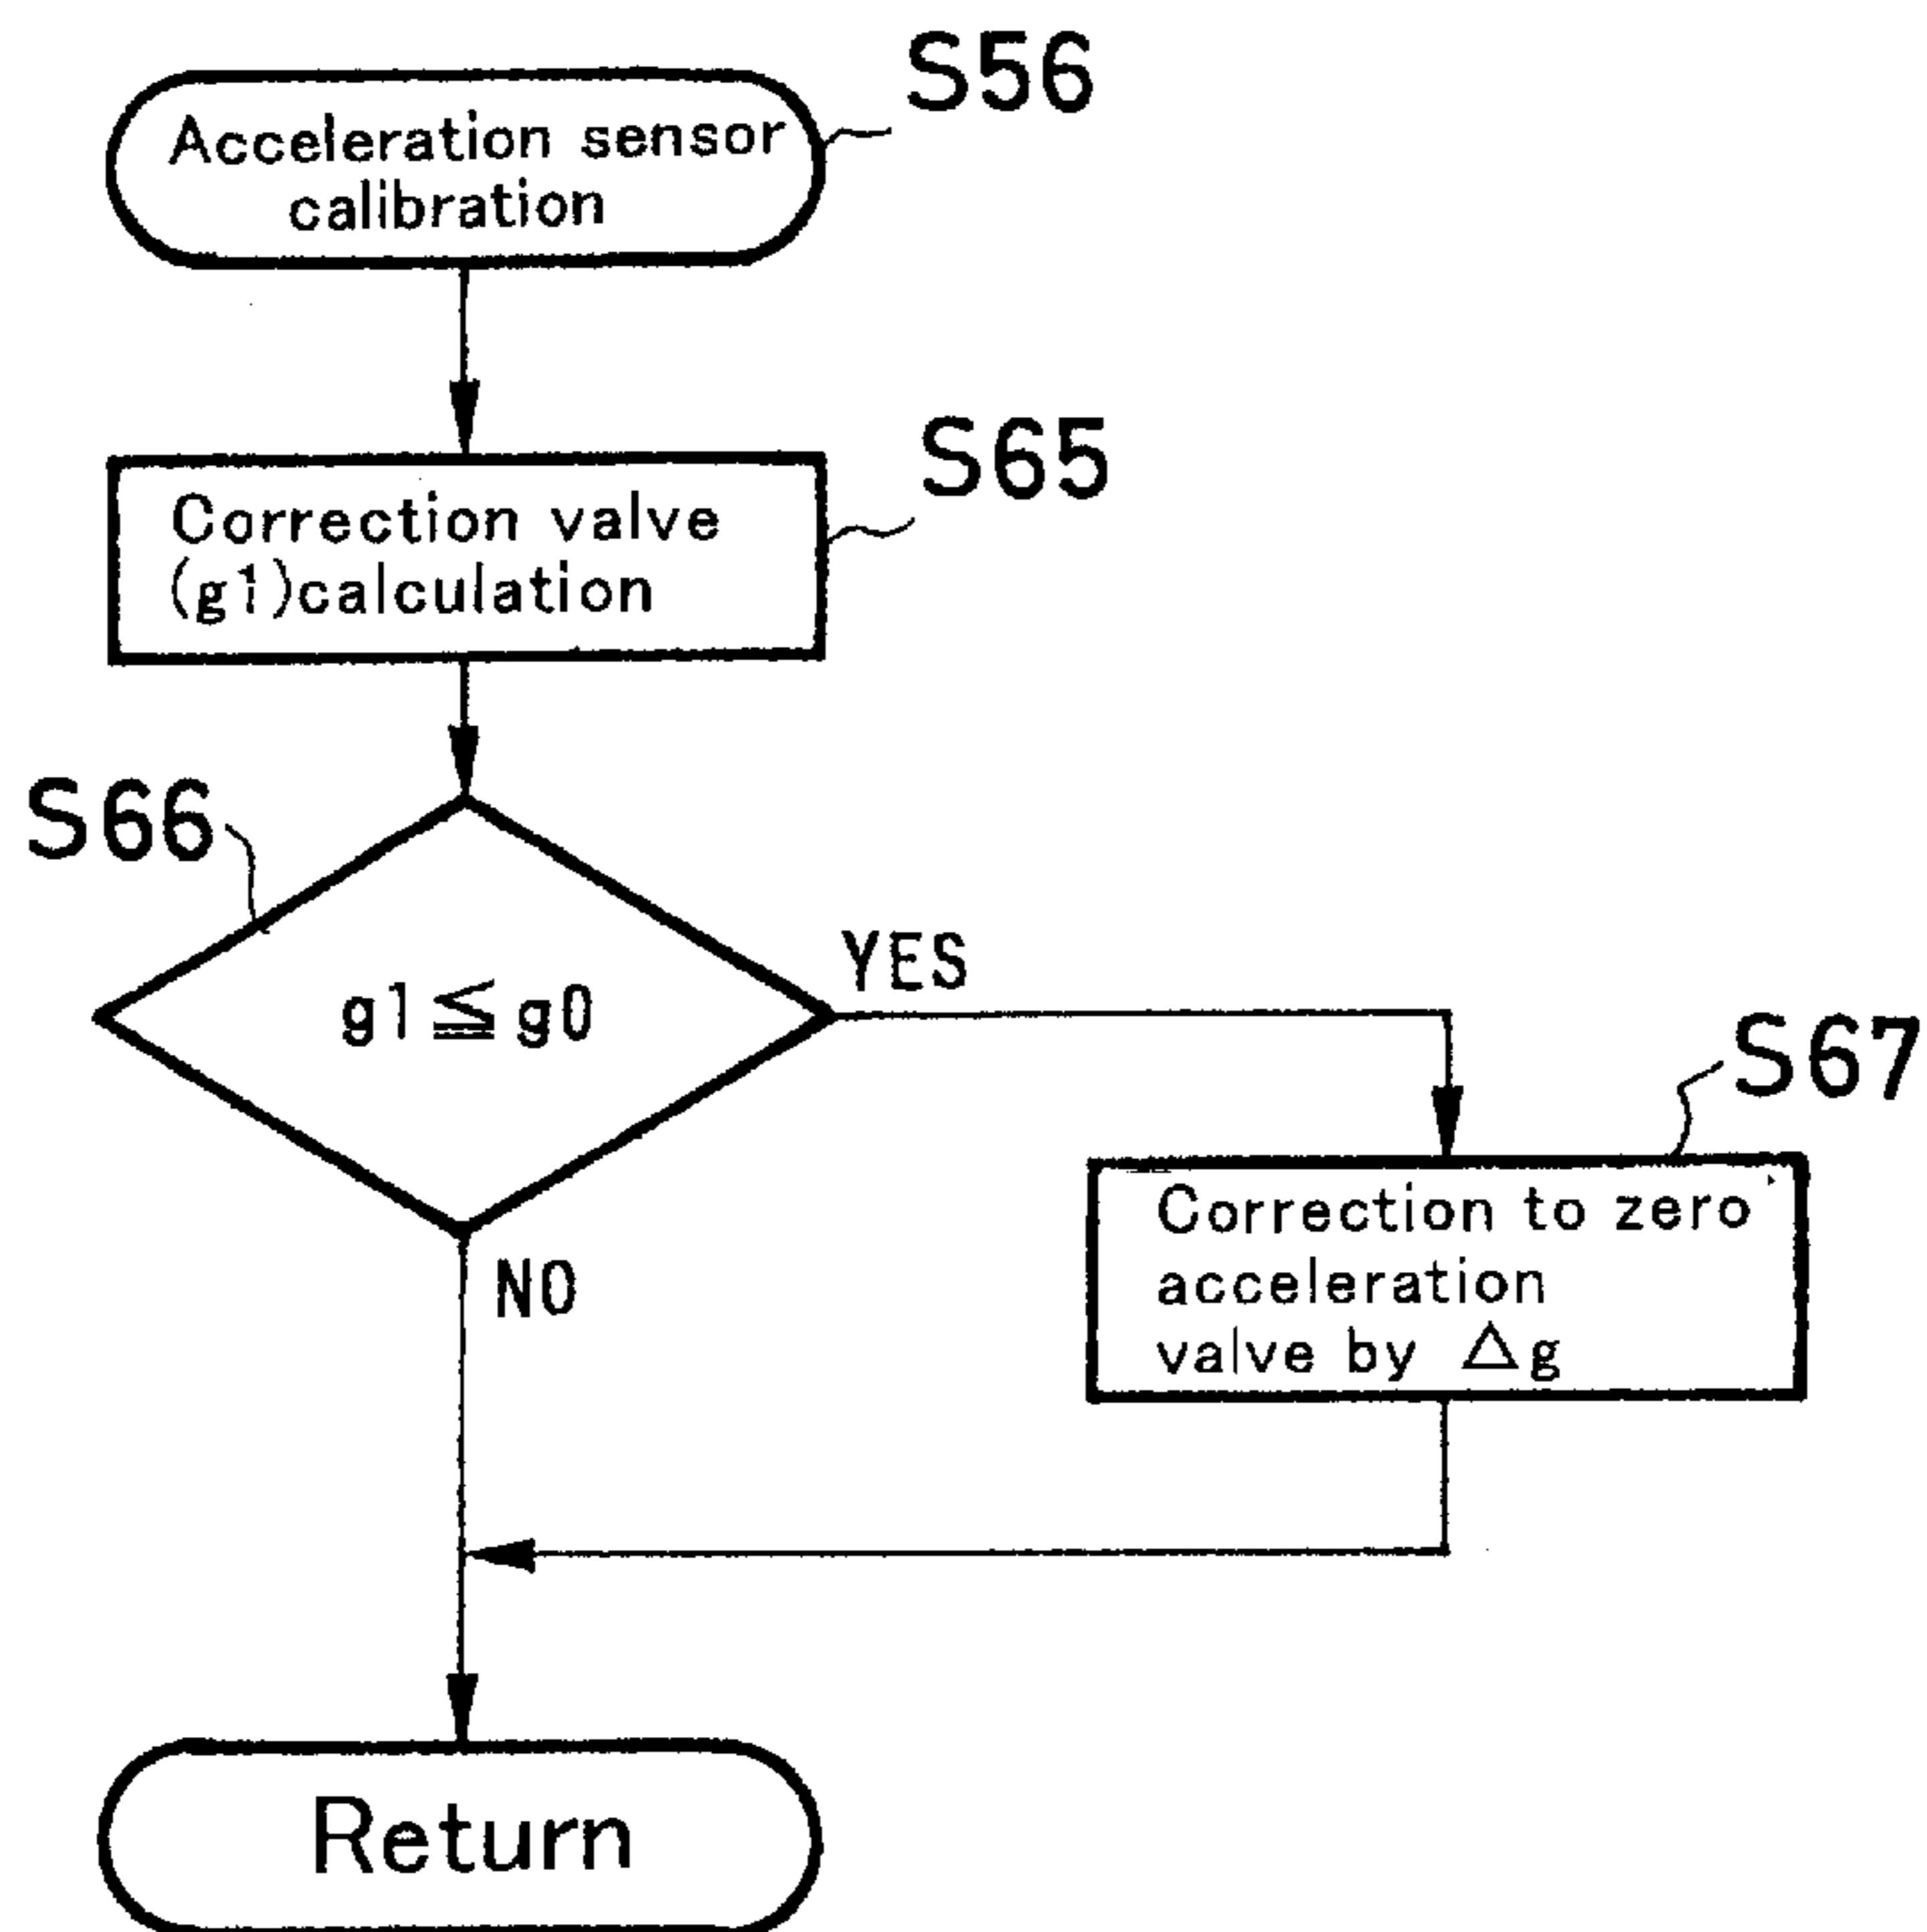 S56
Acceleration sensor
calibration
S65
Correction valve
(g1)calculation
S66
g1≦g0
YES
S67
Correction to zero
acceleration
valve by △g
NO
Return